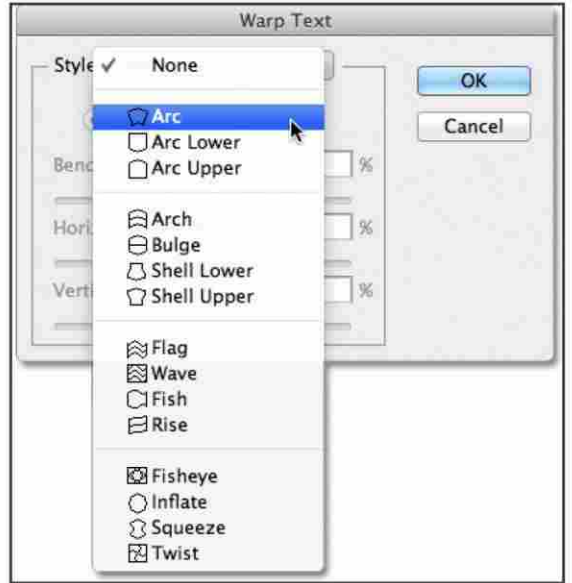 Warp Text
Style ✓ None
OK
Arc
Cancel
Arc Lower
Arc Upper
%
Arch
%
Bulge
Shell Lower
Shell Upper
%
Flag
Wave
Fish
Rise
Fisheye
Inflate
Squeeze
Twist